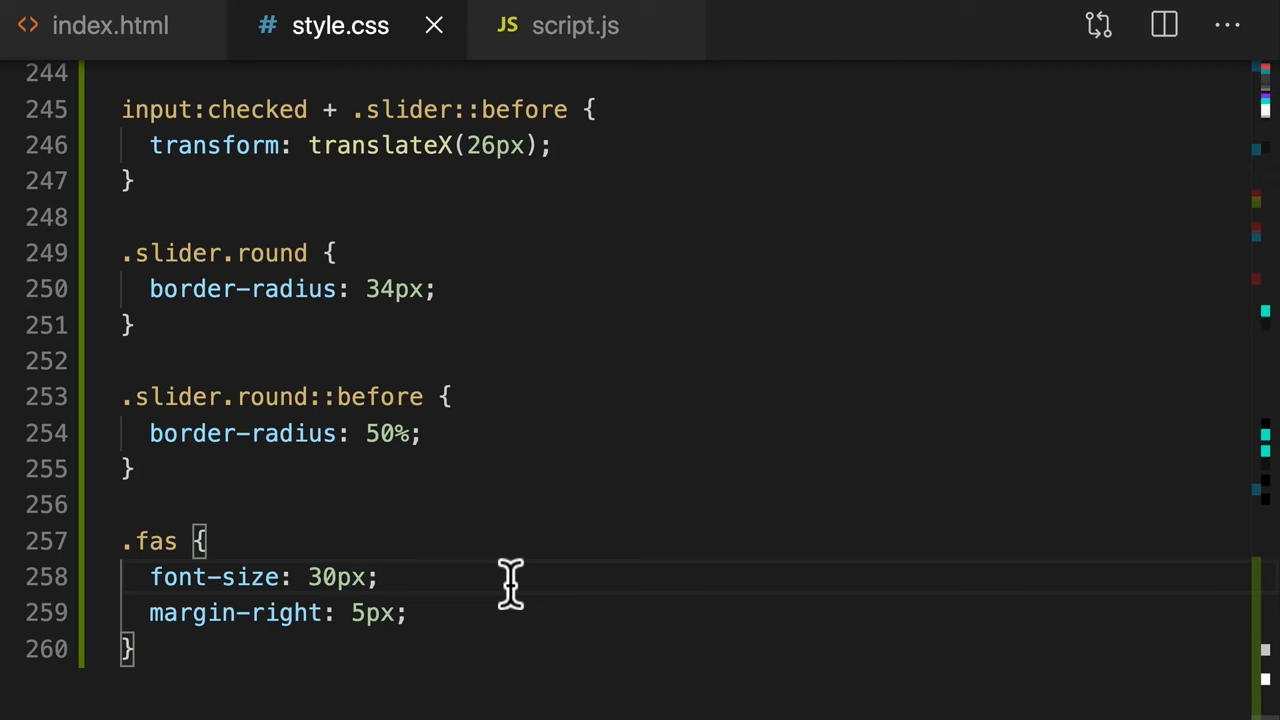 <> index.html # style.css × JS script.js ...
244
245 input:checked + .slider::before {
246 transform: translateX(26px);
247 }
248
249 .slider.round {
250 border-radius: 34px;
251 }
252
253 .slider.round::before {
254 border-radius: 50%;
255 }
256
257 .fas {
258 font-size: 30px;
259 margin-right: 5px;
260 }